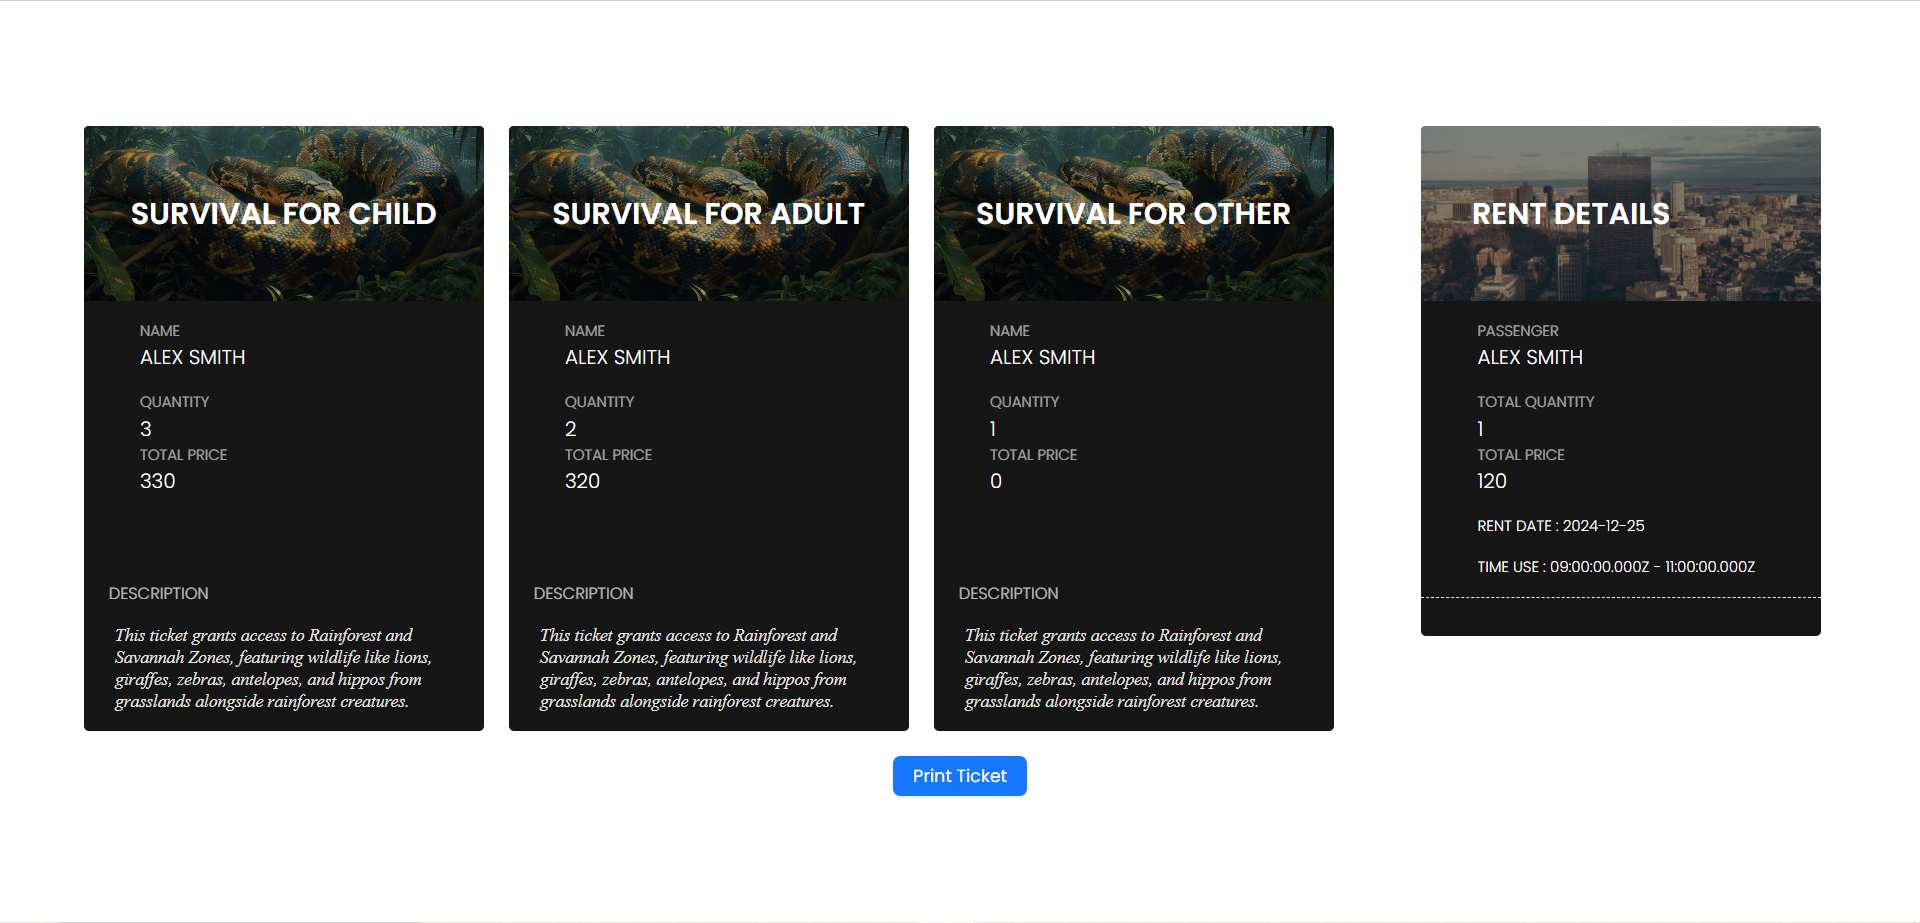 SURVIVAL FOR CHILD
NAME
ALEX SMITH
QUANTITY
3
TOTAL PRICE
330
DESCRIPTION
This ticket grants access to Rainforest and
Savannah Zones, featuring wildlife like lions,
giraffes, zebras, antelopes, and hippos from
grasslands alongside rainforest creatures.
SURVIVAL FOR ADULT
NAME
ALEX SMITH
QUANTITY
2
TOTAL PRICE
320
DESCRIPTION
This ticket grants access to Rainforest and
Savannah Zones, featuring wildlife like lions,
giraffes, zebras, antelopes, and hippos from
grasslands alongside rainforest creatures.
SURVIVAL FOR OTHER
NAME
ALEX SMITH
QUANTITY
1
TOTAL PRICE
0
DESCRIPTION
This ticket grants access to Rainforest and
Savannah Zones, featuring wildlife like lions,
giraffes, zebras, antelopes, and hippos from
grasslands alongside rainforest creatures.
RENT DETAILS
PASSENGER
ALEX SMITH
TOTAL QUANTITY
1
TOTAL PRICE
120
RENT DATE : 2024-12-25
TIME USE : 09:00:00.000Z - 11:00:00.000Z
Print Ticket